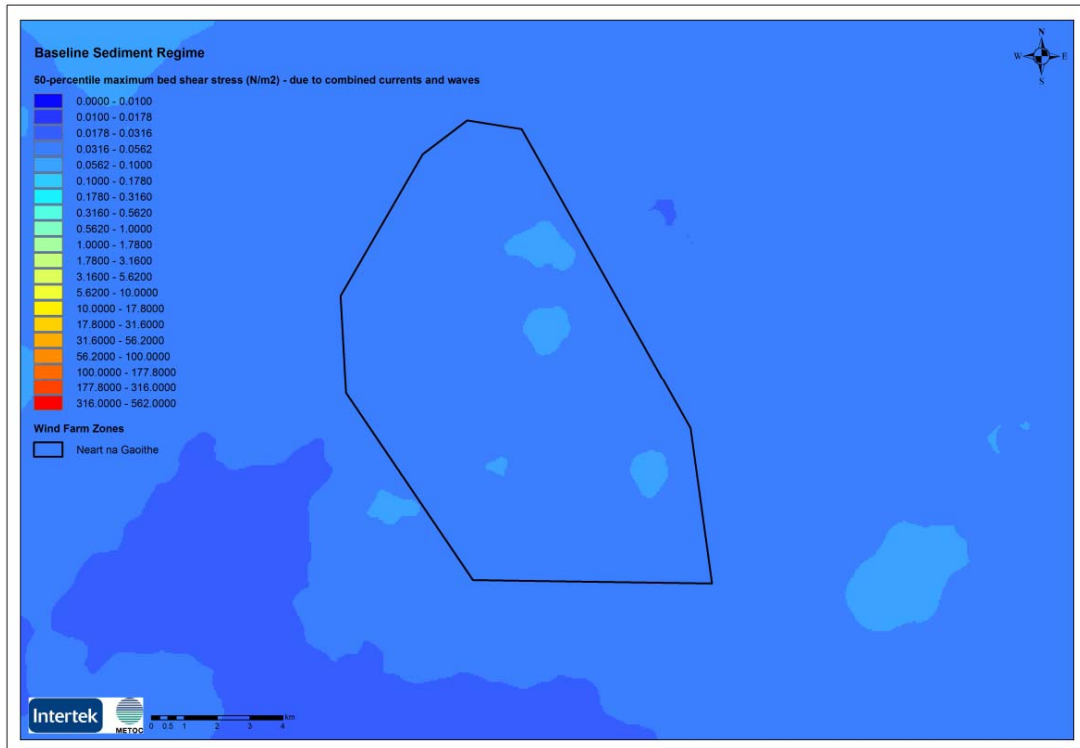 Baseline Sediment Regime
50-percentile maximum bed shear stress (N/m2) - due to combined currents and waves
0.0000 - 0.0100
0.0100 - 0.0178
0.0178 - 0.0316
0.0316 - 0.0562
0.0562 - 0.1000
0.1000 - 0.1780
0.1780 - 0.3160
0.3160 - 0.5620
0.5620 - 1.0000
1.0000 - 1.7800
1.7800 - 3.1600
3.1600 - 5.6200
5.6200 - 10.0000
10.0000 - 17.8000
17.8000 - 31.6000
31.6000 - 56.2000
56.2000 - 100.0000
100.0000 - 177.8000
177.8000 - 316.0000
316.0000 - 562.0000
Wind Farm Zones
Neart na Gaoithe
N
W E
S
Intertek
METOC
km
0 0.5 1 2 3 4